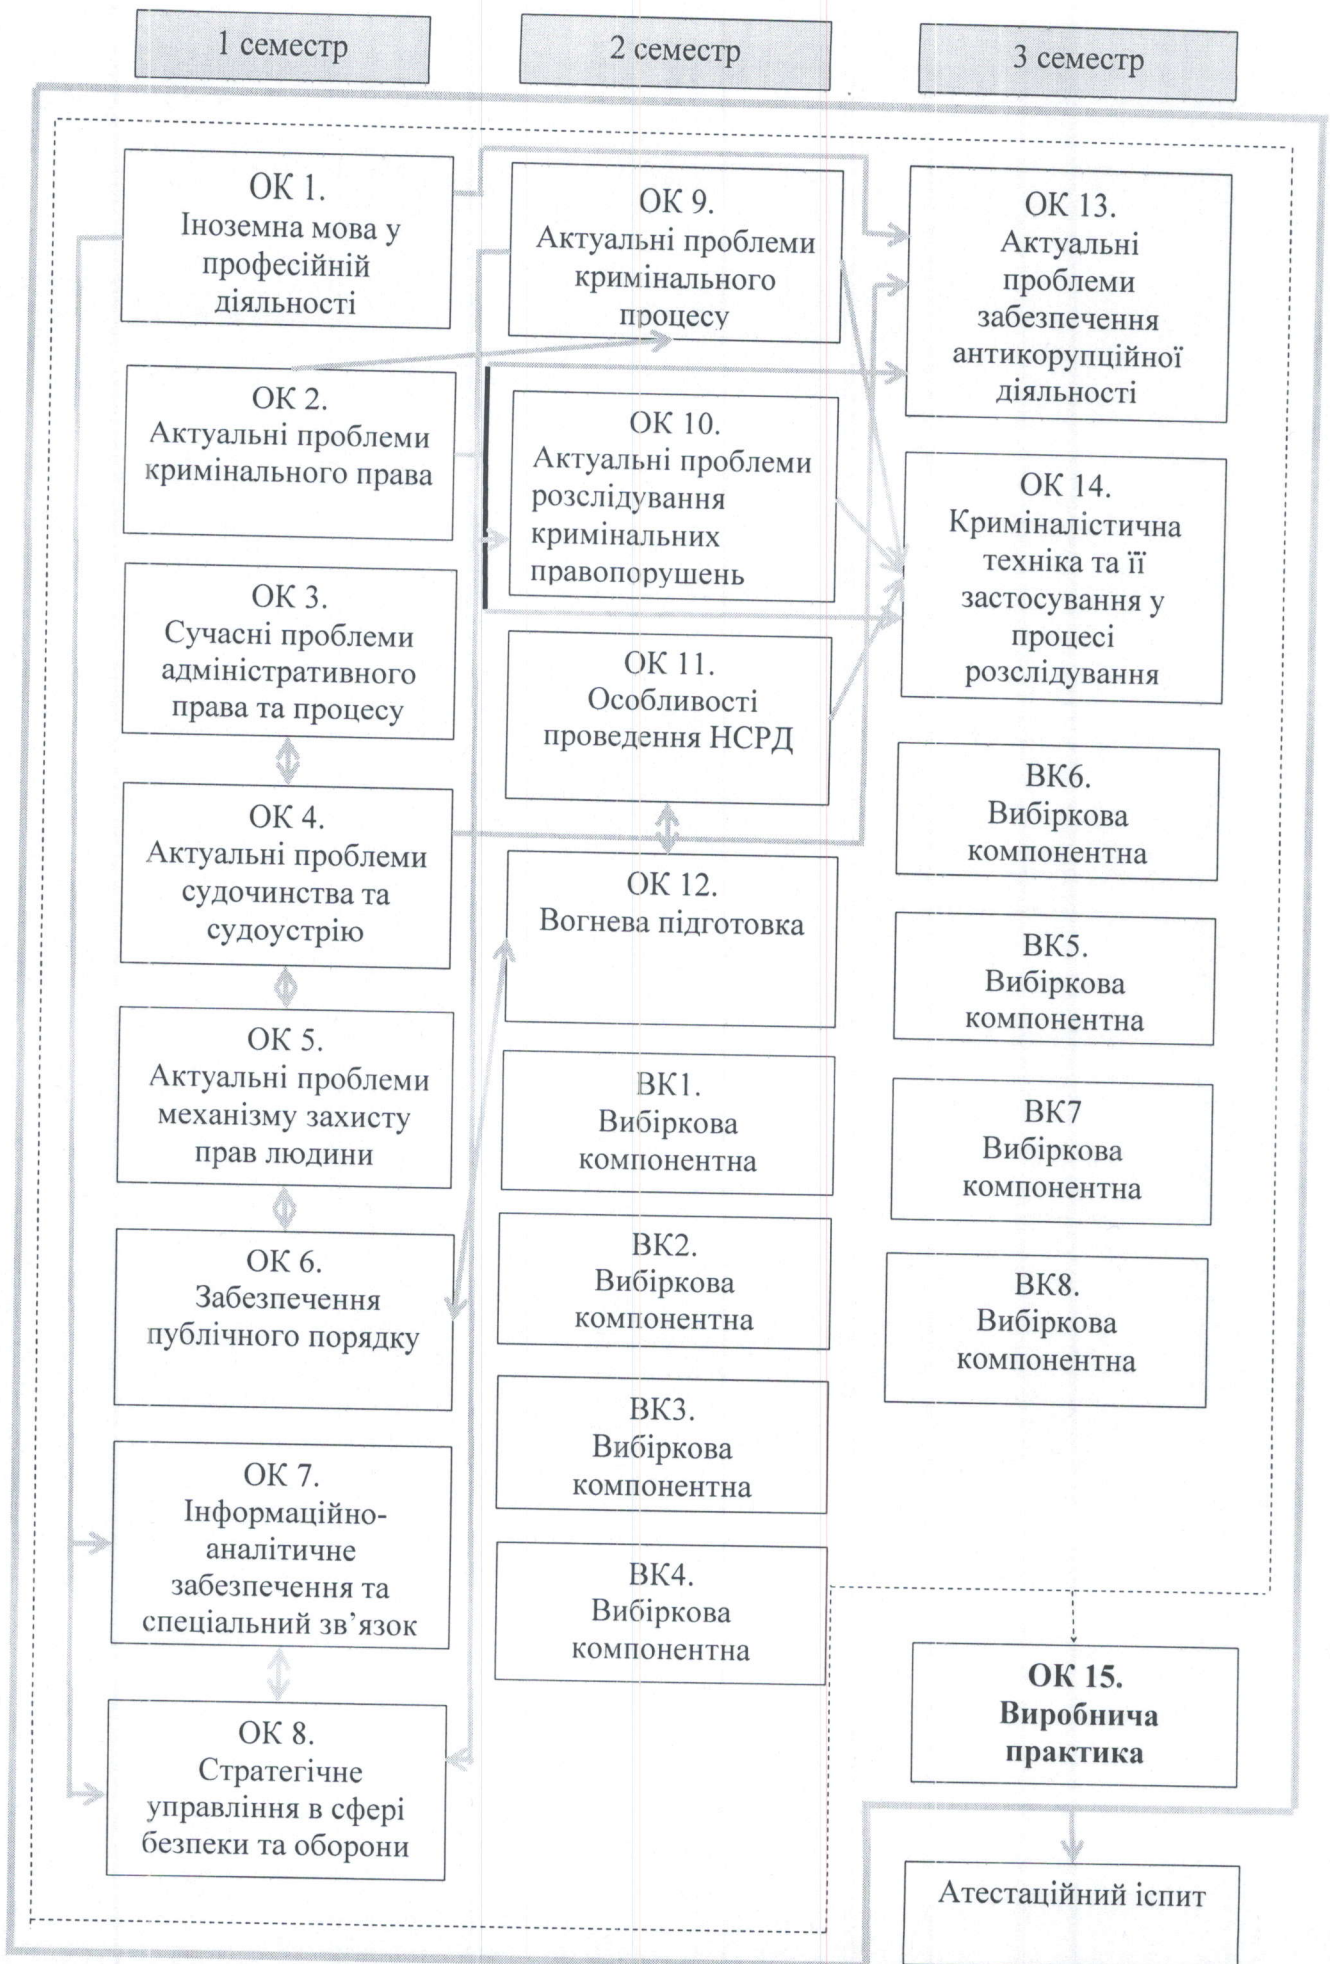 1 семестр
2 семестр
3 семестр
ОК 1.
Іноземна мова у
професійній
діяльності
ОК 2.
Актуальні проблеми
кримінального права
ОК 3.
Сучасні проблеми
адміністративного
права та процесу
ОК 4.
Актуальні проблеми
судочинства та
судоустрію
ОК 5.
Актуальні проблеми
механізму захисту
прав людини
ОК 6.
Забезпечення
публічного порядку
ОК 7.
Інформаційно-
аналітичне
забезпечення та
спеціальний зв’язок
ОК 8.
Стратегічне
управління в сфері
безпеки та оборони
ОК 9.
Актуальні проблеми
кримінального
процесу
ОК 10.
Актуальні проблеми
розслідування
кримінальних
правопорушень
ОК 11.
Особливості
проведення НСРД
ОК 12.
Вогнева підготовка
ВК1.
Вибіркова
компонентна
ВК2.
Вибіркова
компонентна
ВК3.
Вибіркова
компонентна
ВК4.
Вибіркова
компонентна
ОК 13.
Актуальні
проблеми
забезпечення
антикорупційної
діяльності
ОК 14.
Криміналістична
техніка та її
застосування у
процесі
розслідування
ВК6.
Вибіркова
компонентна
ВК5.
Вибіркова
компонентна
ВК7
Вибіркова
компонентна
ВК8.
Вибіркова
компонентна
ОК 15.
Виробнича
практика
Атестаційний іспит